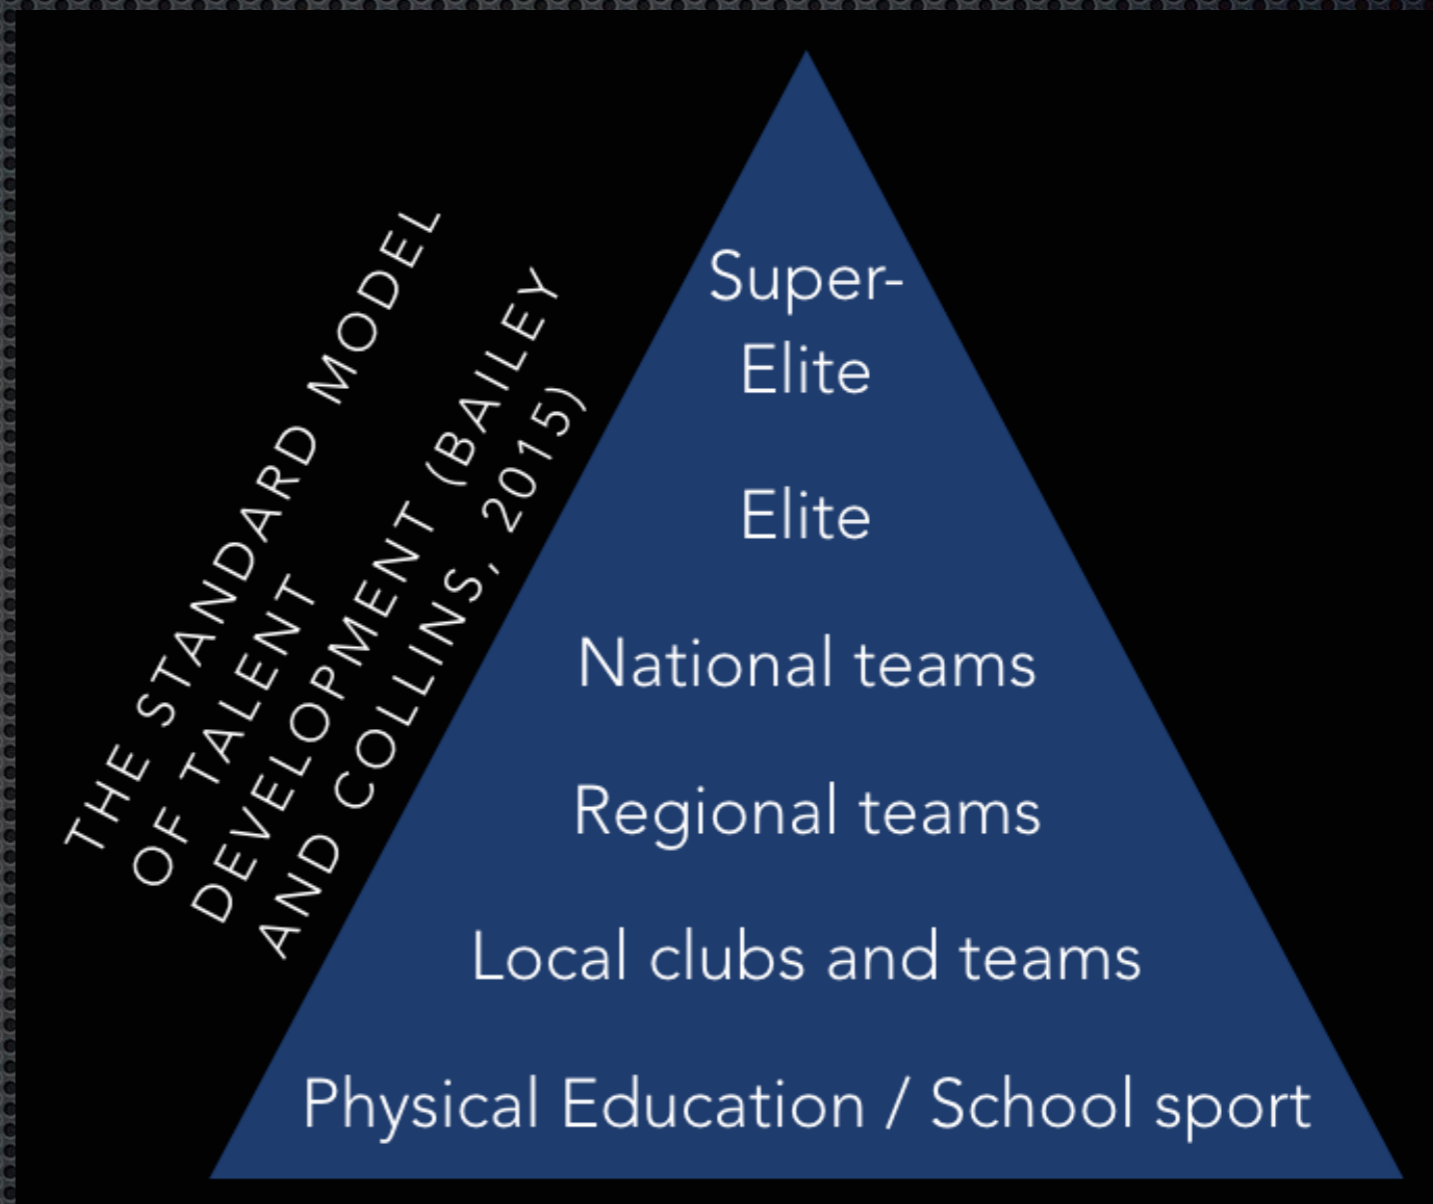 THE STANDARD MODEL
OF TALENT
DEVELOPMENT (BAILEY
AND COLLINS, 2015)
Super-
Elite
Elite
National teams
Regional teams
Local clubs and teams
Physical Education / School sport